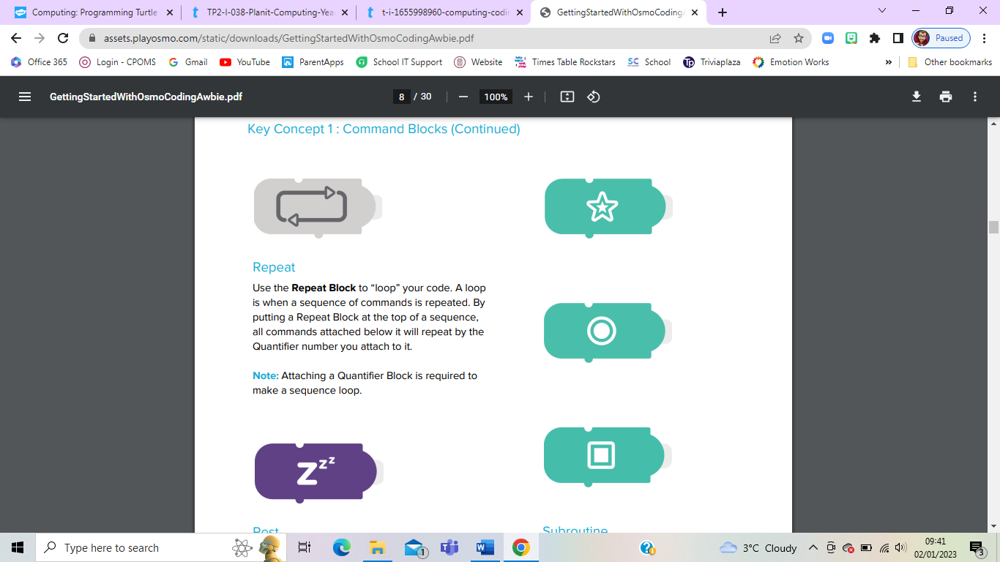 Computing: Programming Turtle
TP2-I-038-Planit-Computing-Yea
t-i-1655998960-computing-codin
GettingStartedWithOsmoCodingA
assets.playosmo.com/static/downloads/GettingStartedWithOsmoCodingAwbie.pdf
Paused
Office 365
Login - CPOMS
Gmail
YouTube
ParentApps
School IT Support
Website
Times Table Rockstars
SC School
Tp Triviaplaza
Emotion Works
»
Other bookmarks
GettingStartedWithOsmoCodingAwbie.pdf
8 / 30
100%
Key Concept 1 : Command Blocks (Continued)
Repeat
Use the Repeat Block to “loop” your code. A loop
is when a sequence of commands is repeated. By
putting a Repeat Block at the top of a sequence,
all commands attached below it will repeat by the
Quantifier number you attach to it.
Note: Attaching a Quantifier Block is required to
make a sequence loop.
Z z z
Rest
Subroutine
Type here to search
1
3°C Cloudy
09:41
02/01/2023
3